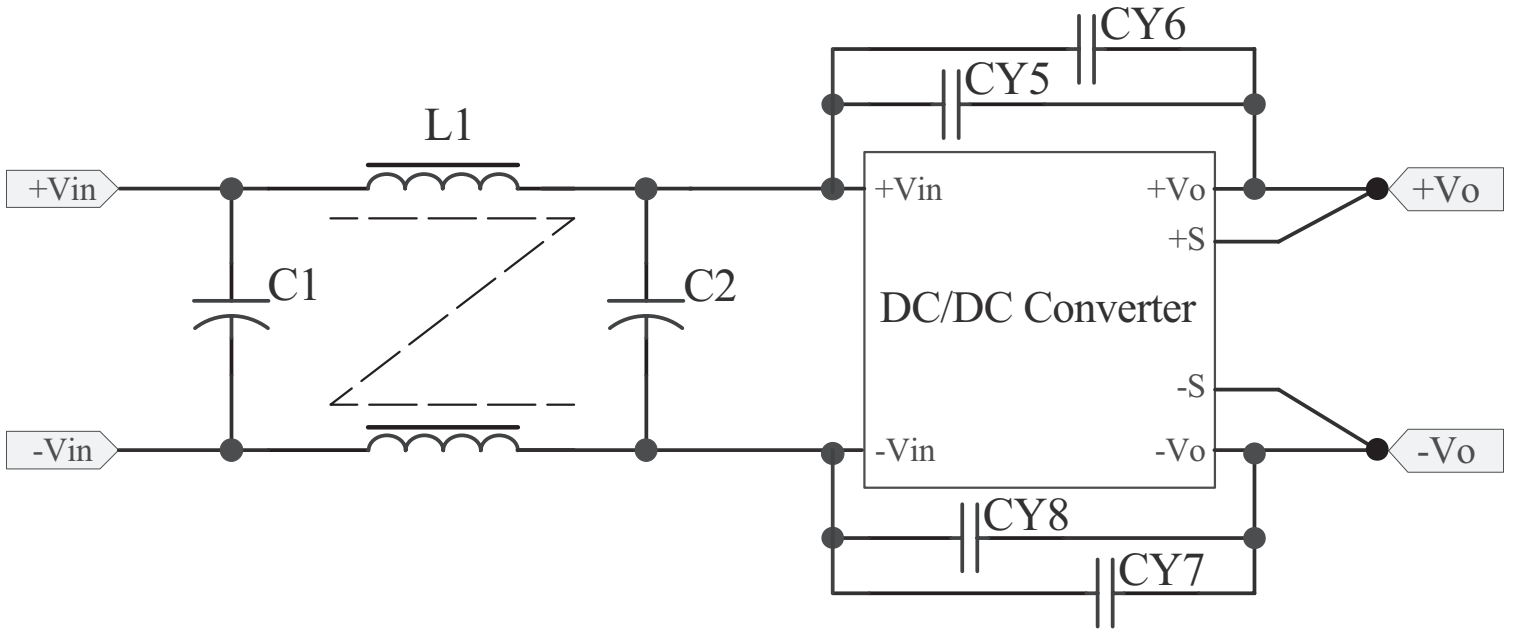 CY6
CY5
L1
+Vin
+Vin
+Vo
+Vo
+S
C1
C2
DC/DC Converter
-S
-Vin
-Vin
-Vo
-Vo
CY8
CY7